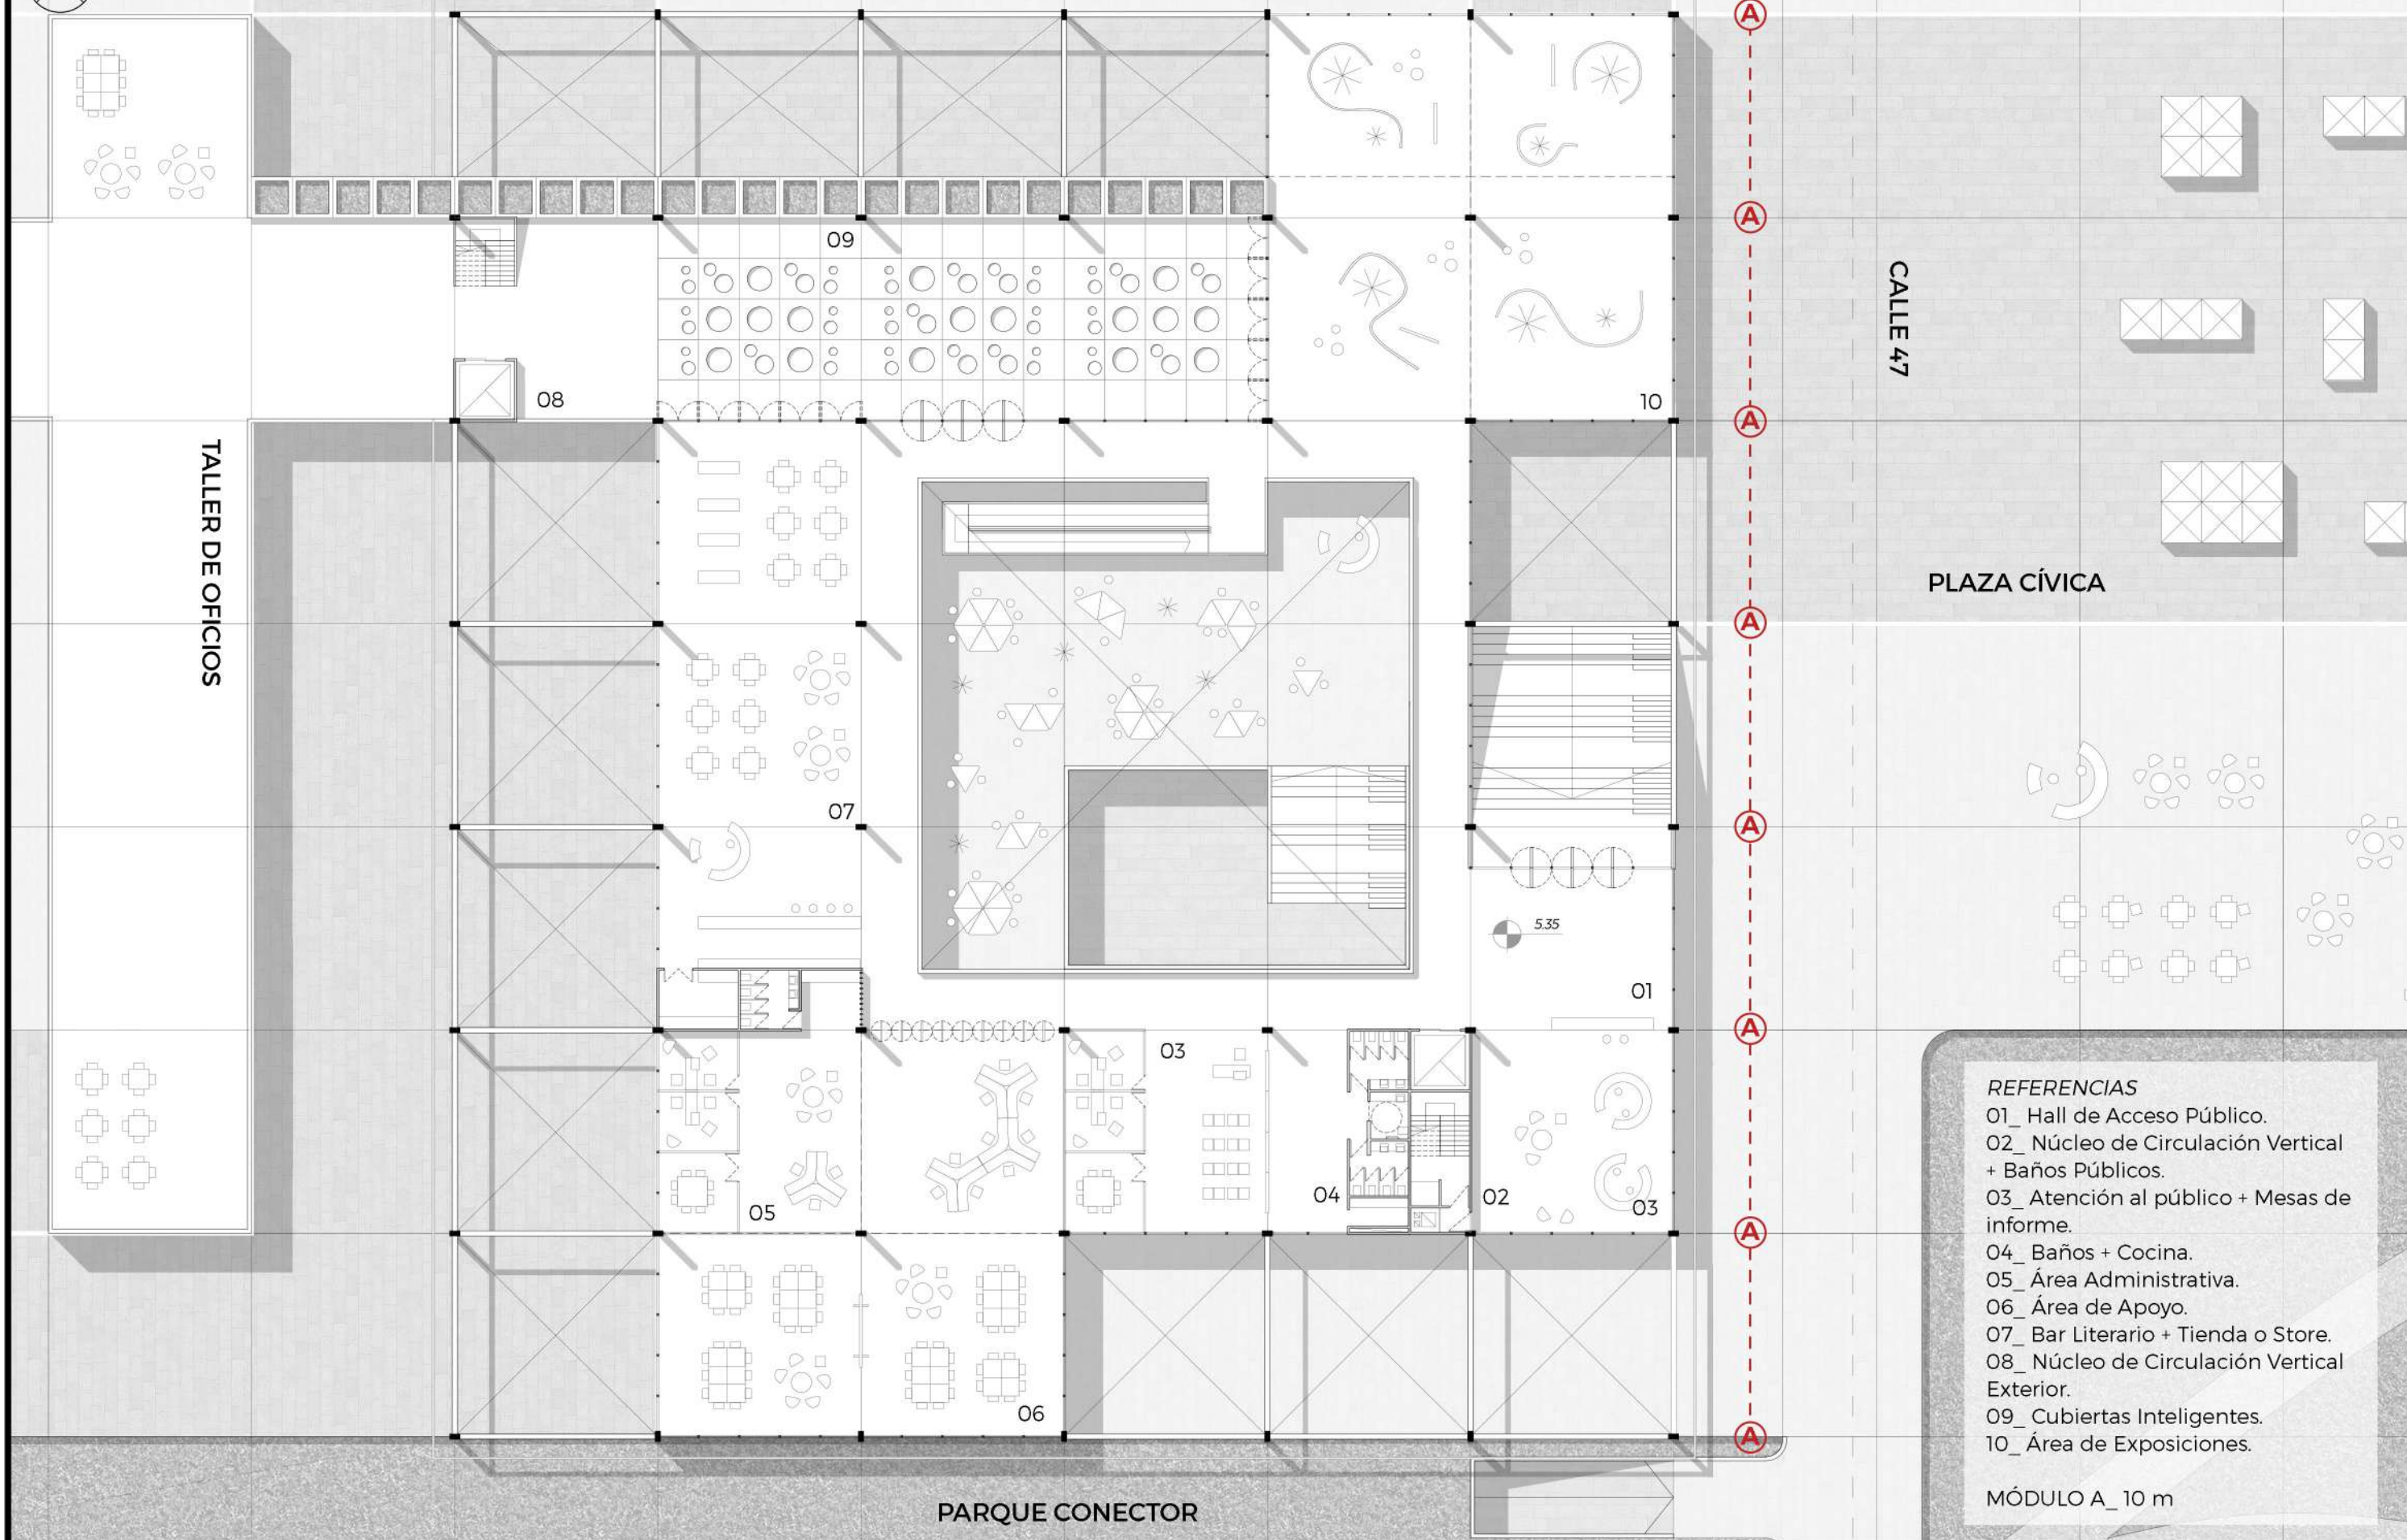 A
A
09
CALLE 47
08
10
A
TALLER DE OFICIOS
PLAZA CÍVICA
A
07
A
5.35
01
A
03
REFERENCIAS
01_ Hall de Acceso Público.
02_ Núcleo de Circulación Vertical
+ Baños Públicos.
03_ Atención al público + Mesas de
informe.
04_ Baños + Cocina.
05_ Área Administrativa.
06_ Área de Apoyo.
07_ Bar Literario + Tienda o Store.
08_ Núcleo de Circulación Vertical
Exterior.
09_ Cubiertas Inteligentes.
10_ Área de Exposiciones.
MÓDULO A_ 10 m
04
02
03
05
A
06
A
PARQUE CONECTOR